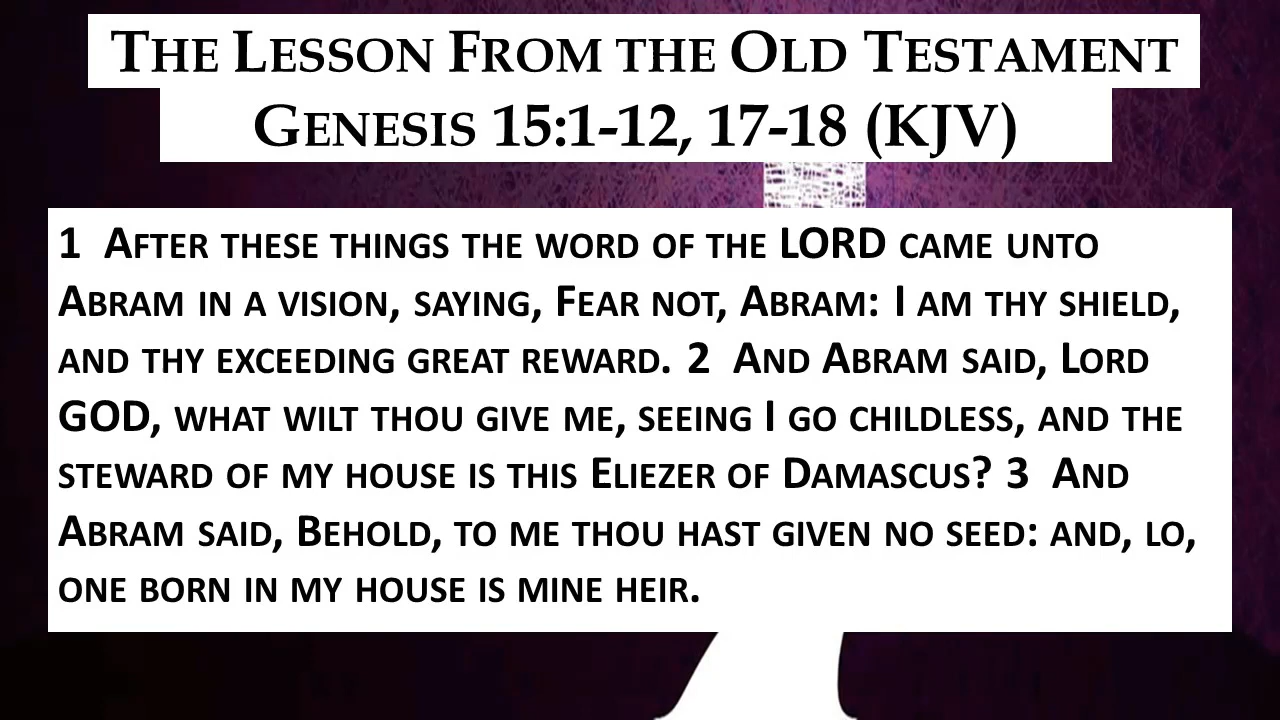 The Lesson From the Old Testament
Genesis 15:1-12, 17-18 (KJV)
1 After these things the word of the LORD came unto
Abram in a vision, saying, Fear not, Abram: I am thy shield,
and thy exceeding great reward. 2 And Abram said, Lord
GOD, what wilt thou give me, seeing I go childless, and the
steward of my house is this Eliezer of Damascus? 3 And
Abram said, Behold, to me thou hast given no seed: and, lo,
one born in my house is mine heir.